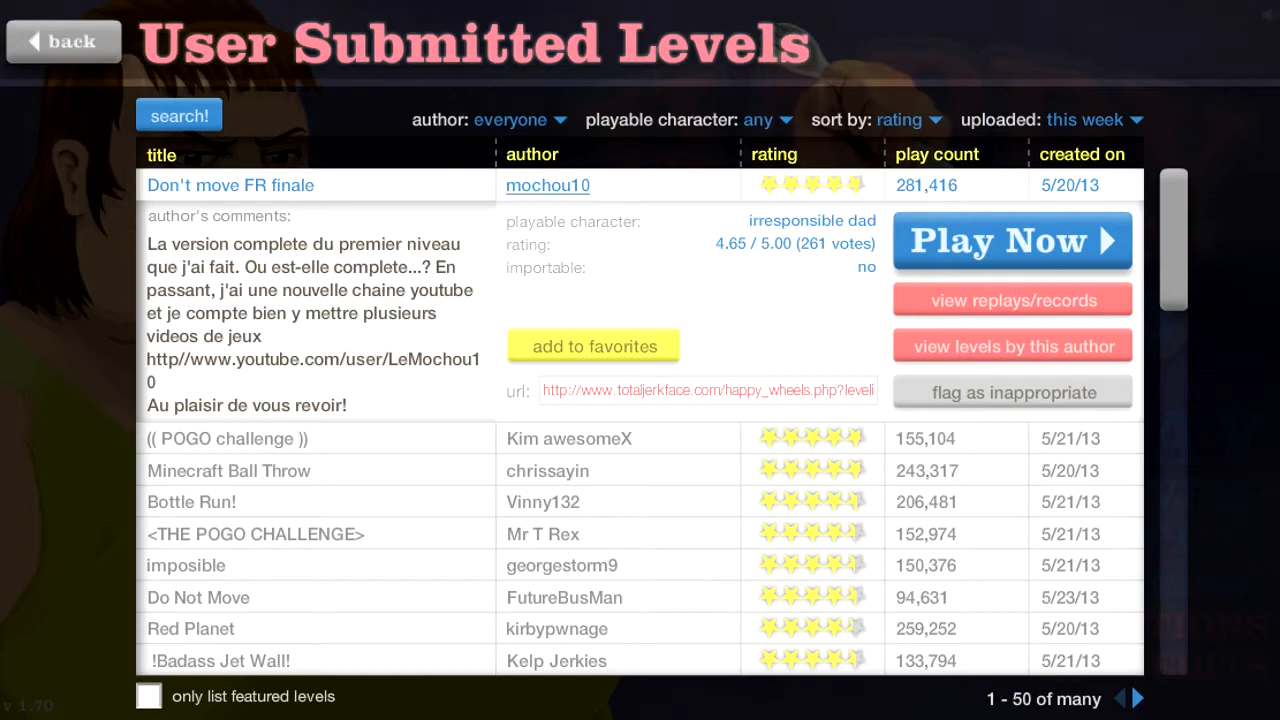 back
User Submitted Levels
search!
author: everyone playable character: any sort by: rating uploaded: this week
title author rating play count created on
Don't move FR finale mochou10 281,416 5/20/13
author's comments:
La version complete du premier niveau
que j'ai fait. Ou est-elle complete...? En
passant, j'ai une nouvelle chaine youtube
et je compte bien y mettre plusieurs
videos de jeux
http//www.youtube.com/user/LeMochou1
0
Au plaisir de vous revoir!
playable character: irresponsible dad
rating: 4.65 / 5.00 (261 votes)
importable: no
add to favorites
url: http://www.totaljerkface.com/happy_wheels.php?leveli
Play Now
view replays/records
view levels by this author
flag as inappropriate
(( POGO challenge )) Kim awesomeX 155,104 5/21/13
Minecraft Ball Throw chrissayin 243,317 5/20/13
Bottle Run! Vinny132 206,481 5/21/13
<THE POGO CHALLENGE> Mr T Rex 152,974 5/21/13
imposible georgestorm9 150,376 5/21/13
Do Not Move FutureBusMan 94,631 5/23/13
Red Planet kirbypwnage 259,252 5/20/13
!Badass Jet Wall! Kelp Jerkies 133,794 5/21/13
only list featured levels
1 - 50 of many
v 1.70